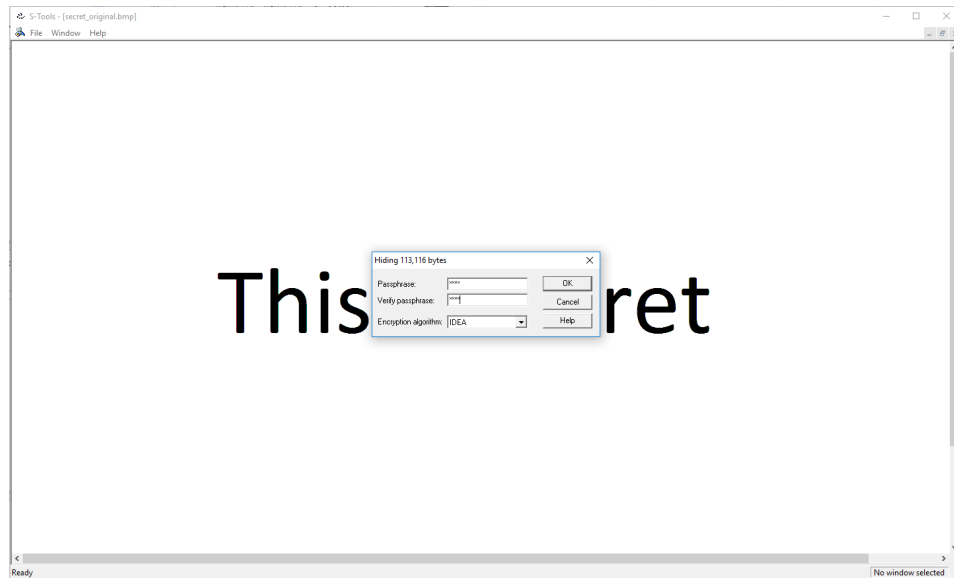 S-Tools - [secret_original.bmp]
File Window Help
Hiding 113,116 bytes
Passphrase: ****
OK
Verify passphrase: ****
Cancel
Encryption algorithm: IDEA
Help
This ret
Ready
No window selected